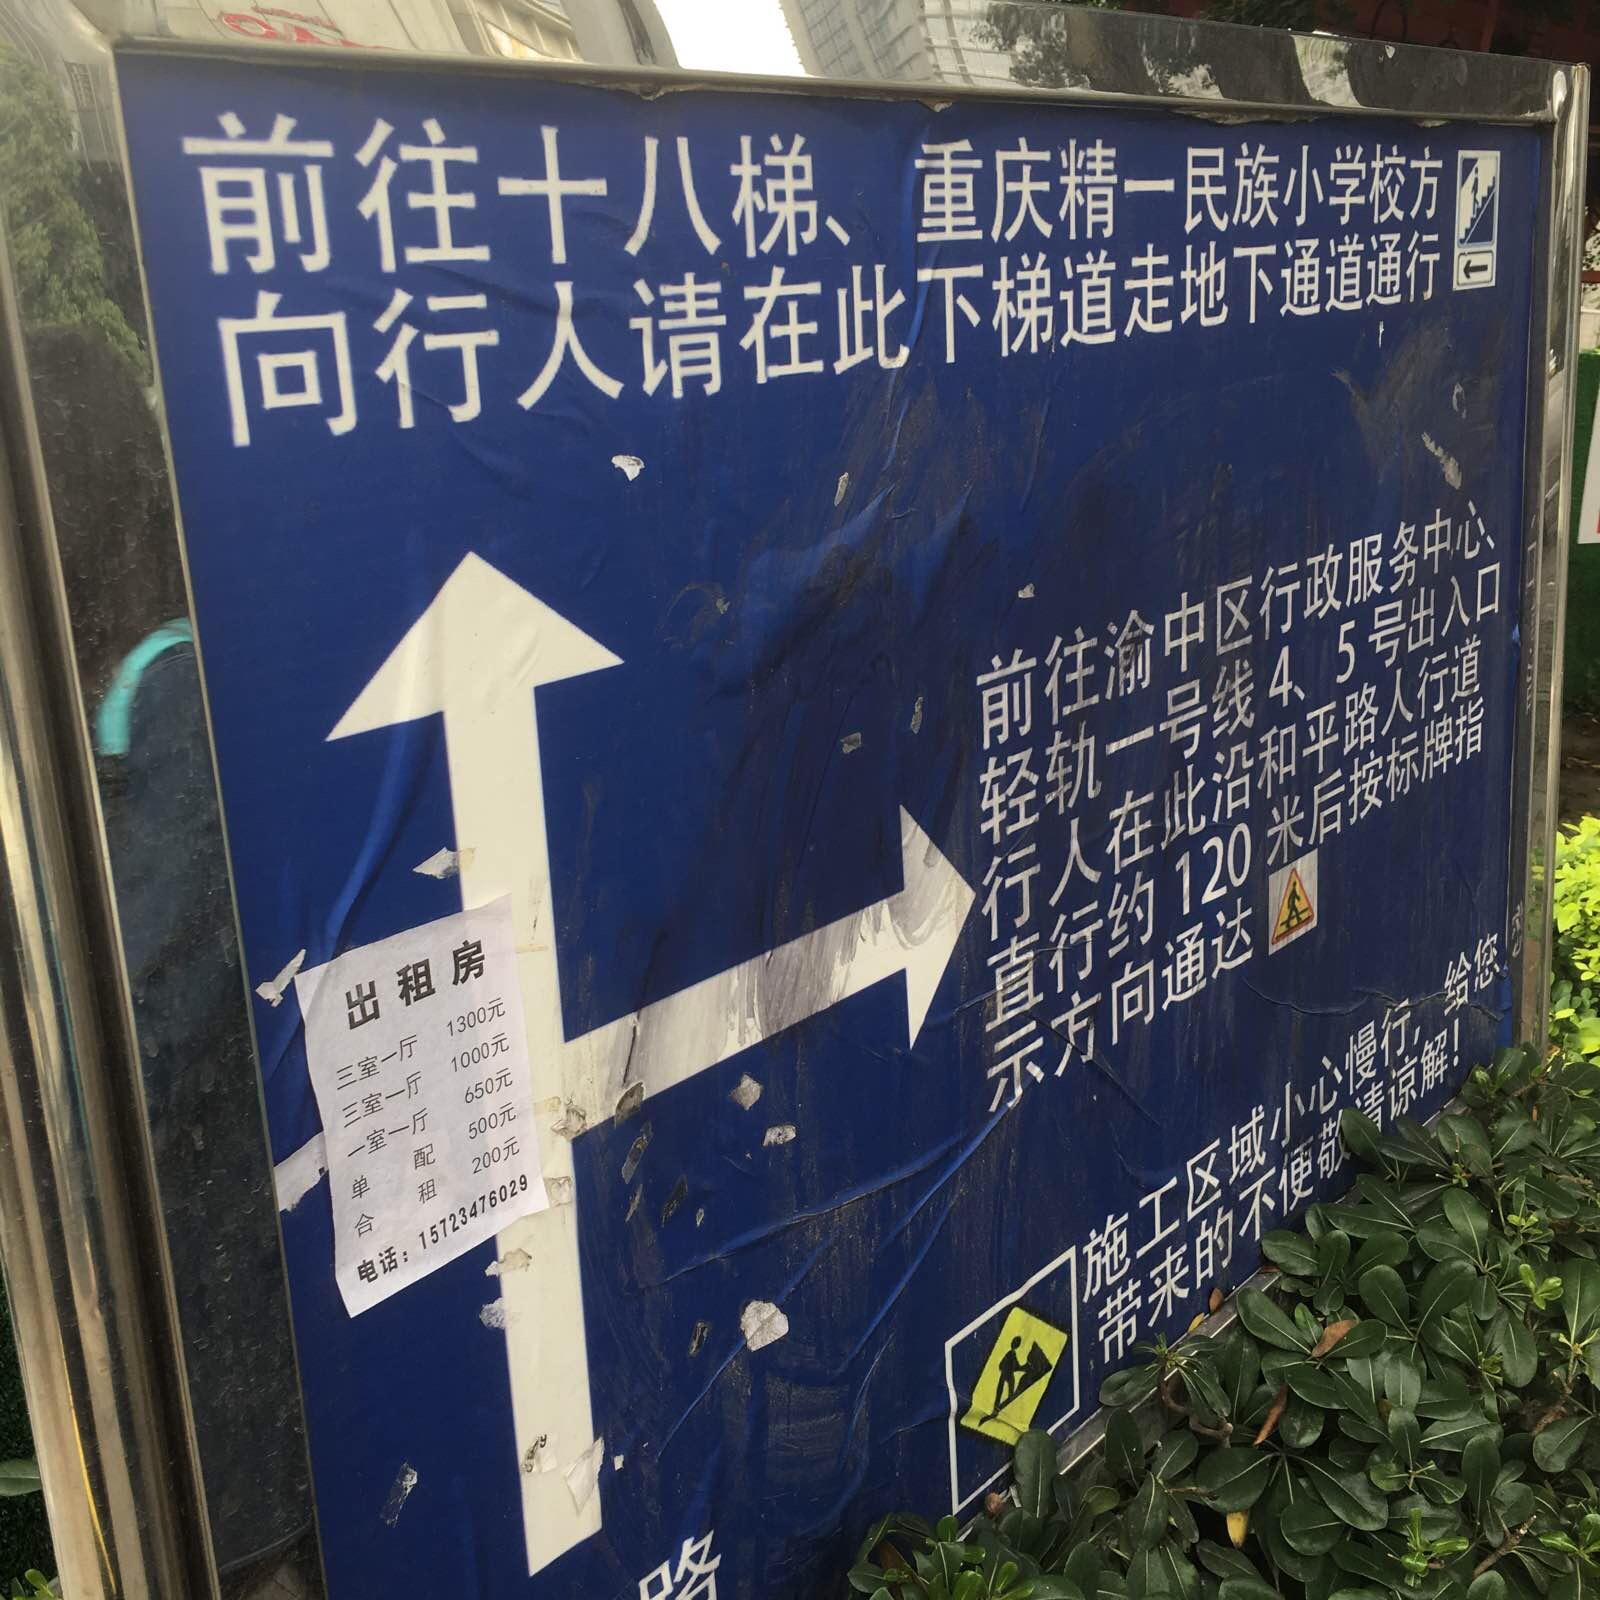 前往十八梯、重庆精一民族小学校方
向行人请在此下梯道走地下通道通行
前往渝中区行政服务中心、
轻轨一号线4、5号出入口
行人在此沿和平路人行道
直行约120米后按标牌指
示方向通达
出租房
三室一厅 1300元
三室一厅 1000元
一室一厅 650元
单配 500元
合租 200元
电话：15723476029
施工区域小心慢行，给您
带来的不便敬请谅解！
路